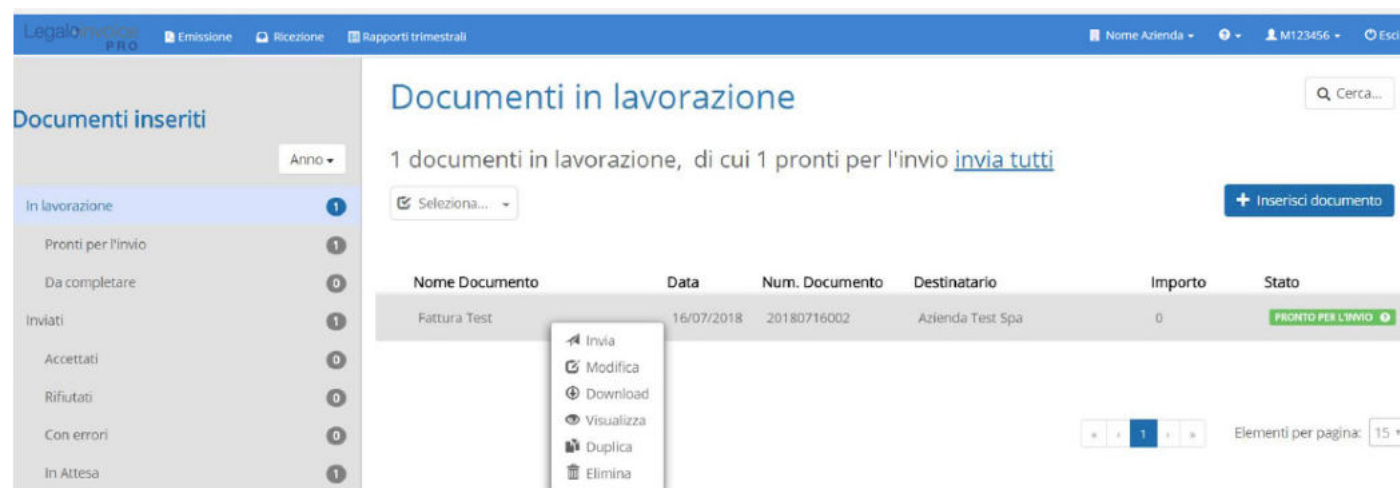 Legalinvoice PRO Emissione Ricezione Rapporti trimestrali Nome Azienda M123456 Esci
Documenti inseriti
Anno
In lavorazione 1
Pronti per l'invio 1
Da completare 0
Inviati 1
Accettati 0
Rifiutati 0
Con errori 0
In Attesa 1
Documenti in lavorazione
Cerca...
1 documenti in lavorazione, di cui 1 pronti per l'invio invia tutti
Seleziona...
+ Inserisci documento
Nome Documento Data Num. Documento Destinatario Importo Stato
Fattura Test 16/07/2018 20180716002 Azienda Test Spa 0 PRONTO PER L'INVIO
Invia
Modifica
Download
Visualizza
Duplica
Elimina
« ‹ 1 › » Elementi per pagina: 15